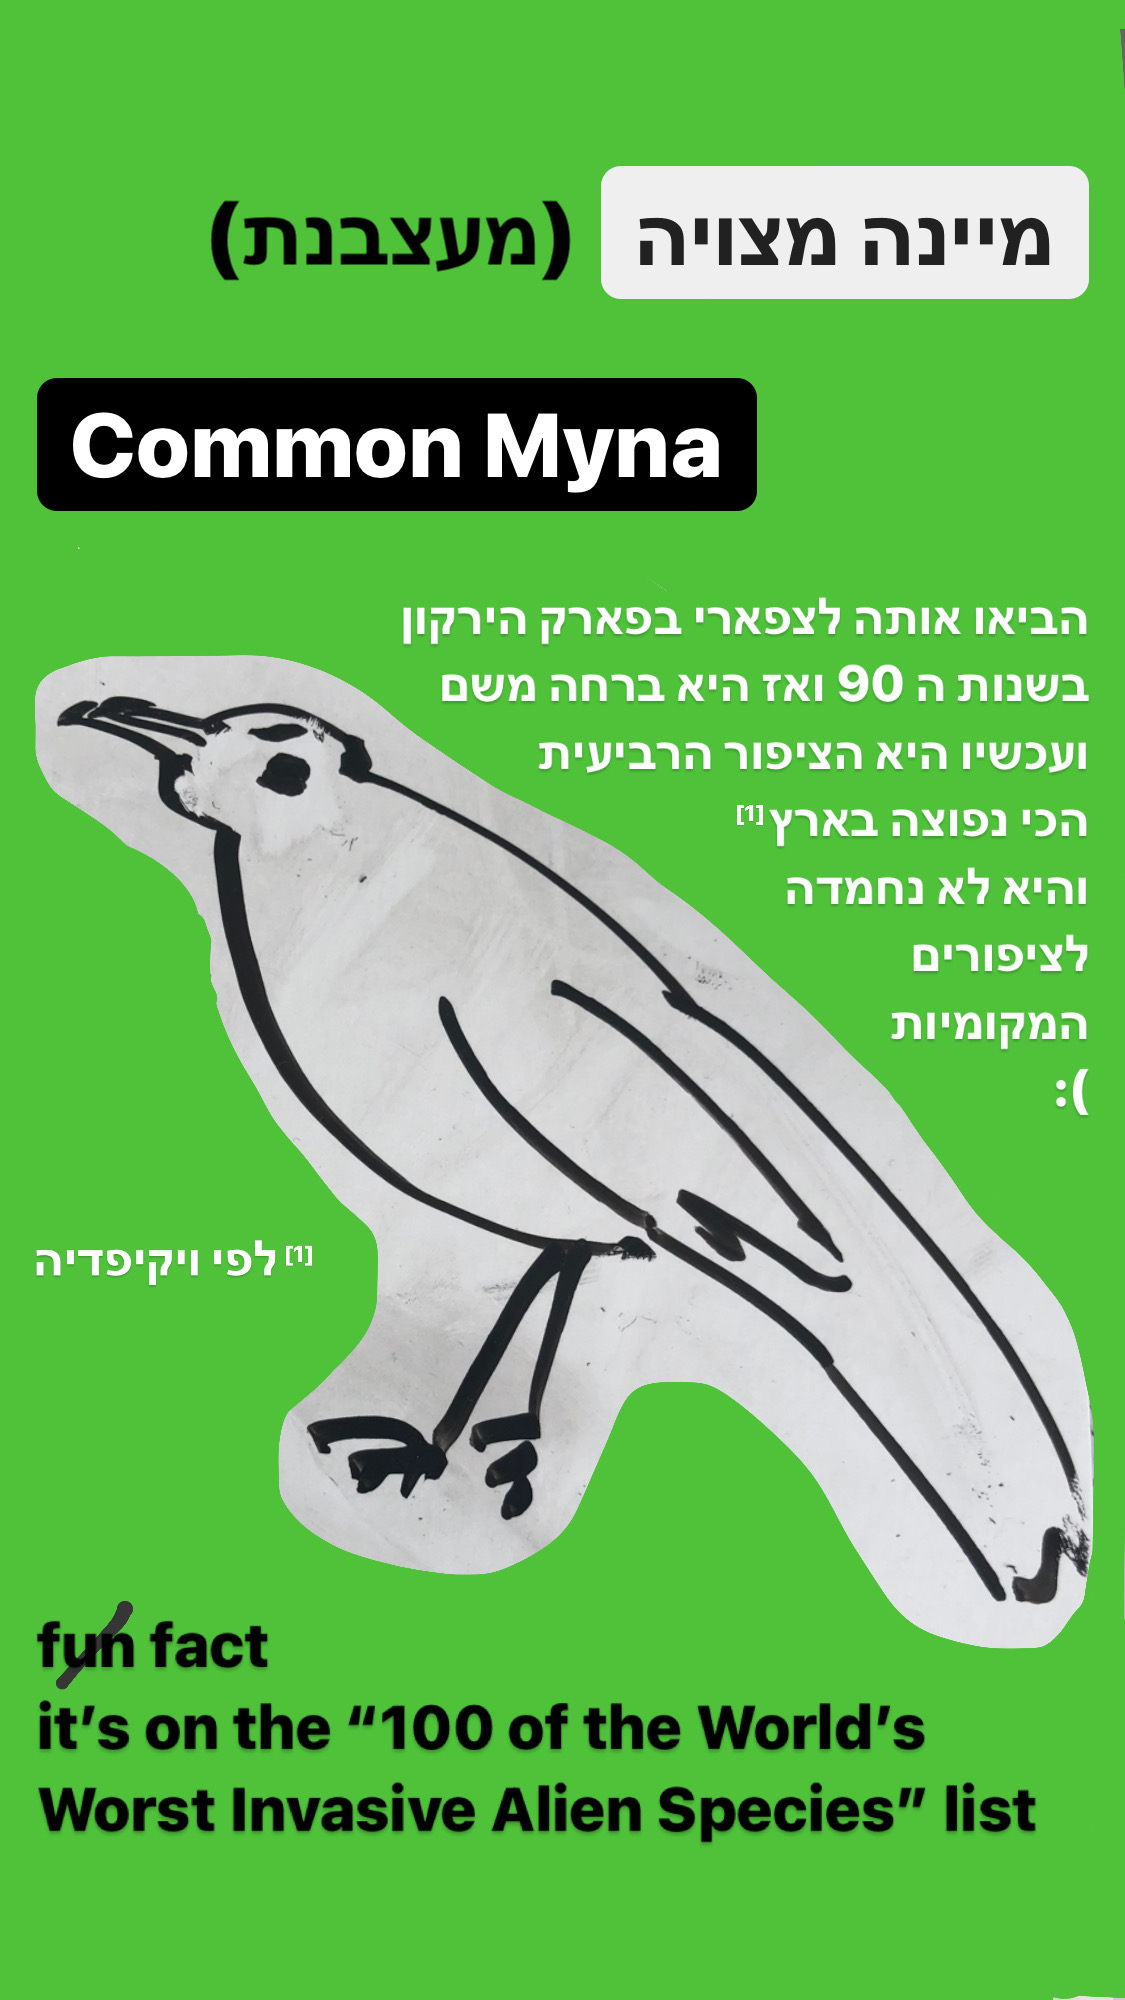 מיינה מצויה (מעצבנת)
Common Myna
הביאו אותה לצפארי בפארק הירקון
בשנות ה 90 ואז היא ברחה משם
ועכשיו היא הציפור הרביעית
הכי נפוצה בארץ[1]
והיא לא נחמדה
לציפורים
המקומיות
):
[1] לפי ויקיפדיה
fun fact
it’s on the “100 of the World’s
Worst Invasive Alien Species” list